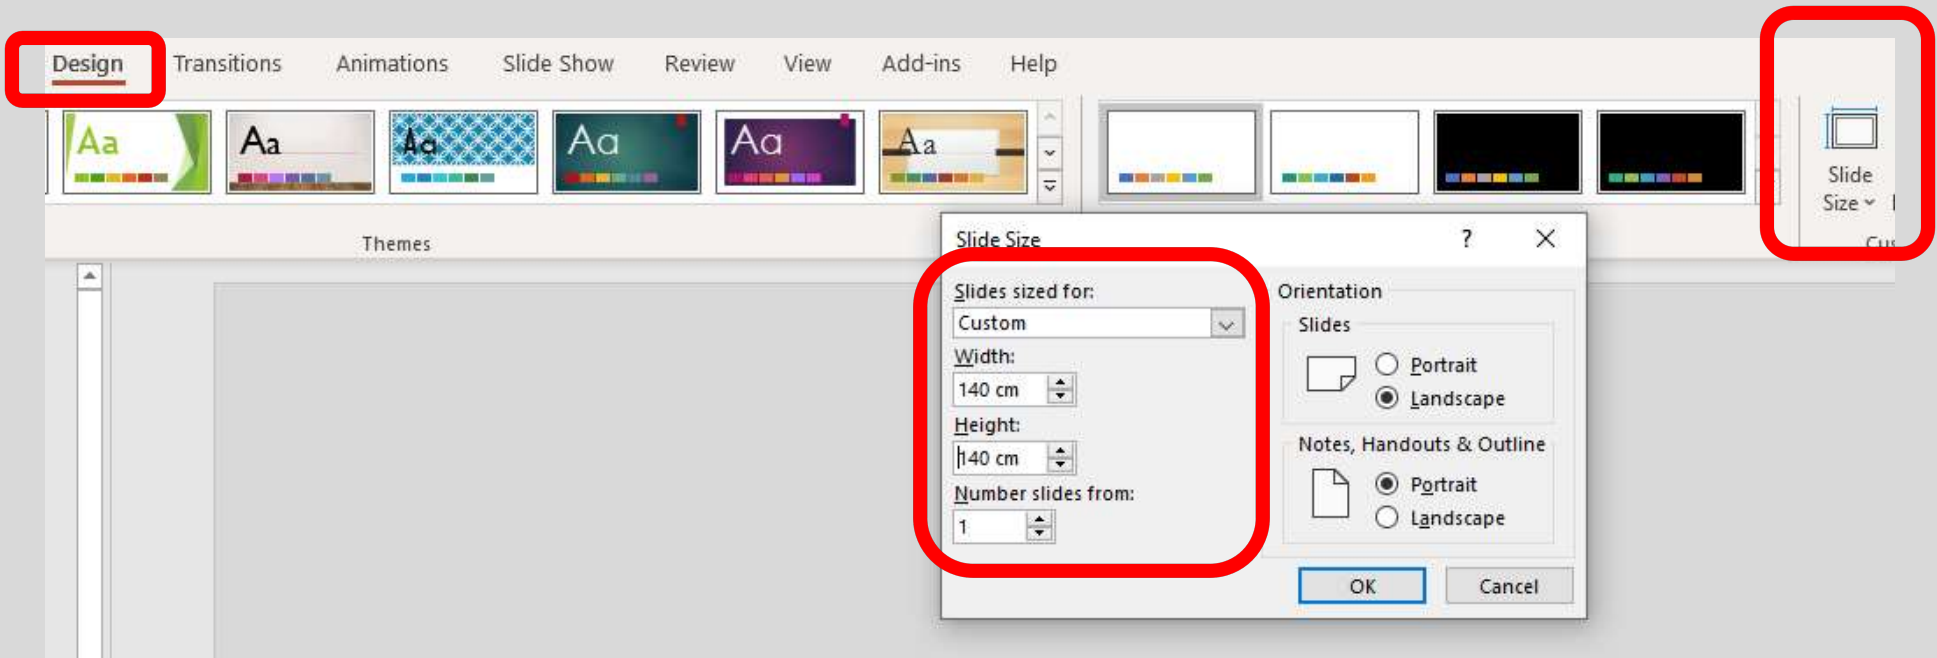 Design Transitions Animations Slide Show Review View Add-ins Help
Aa Aa Aa Aa Aa Aa
Slide
Size
Themes
Slide Size ? 
Slides sized for:
Custom
Width:
140 cm
Height:
140 cm
Number slides from:
1
Orientation
Slides
Portrait
Landscape
Notes, Handouts & Outline
Portrait
Landscape
OK Cancel